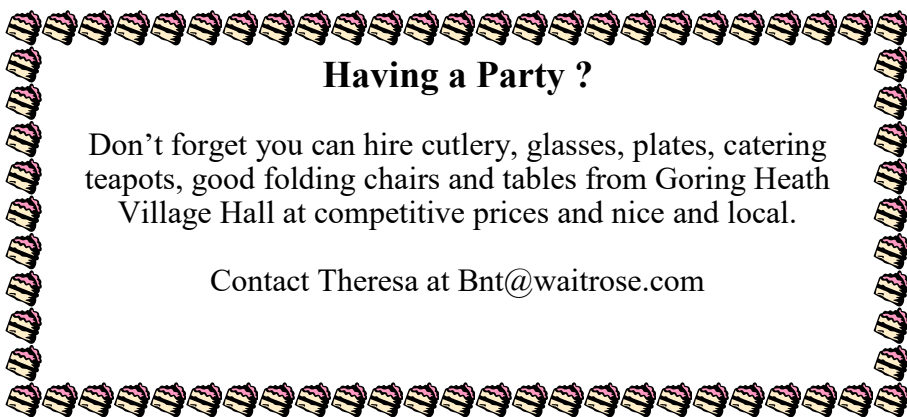 Having a Party ?
Don’t forget you can hire cutlery, glasses, plates, catering
teapots, good folding chairs and tables from Goring Heath
Village Hall at competitive prices and nice and local.
Contact Theresa at Bnt@waitrose.com